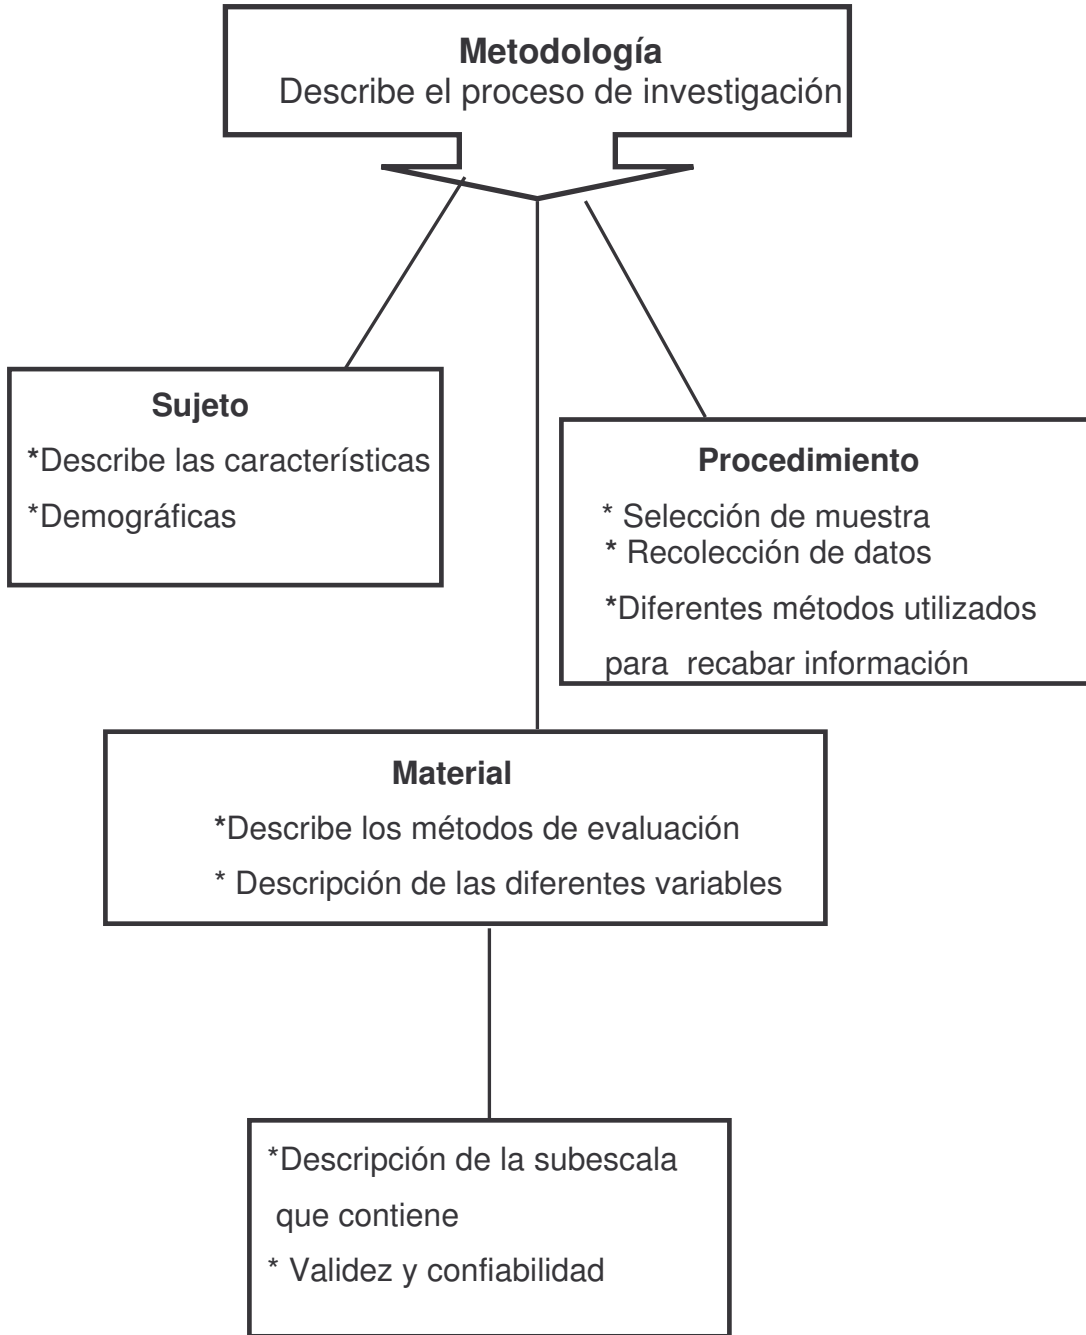 Metodología
Describe el proceso de investigación
Sujeto
*Describe las características
*Demográficas
Procedimiento
* Selección de muestra
* Recolección de datos
*Diferentes métodos utilizados
para recabar información
Material
*Describe los métodos de evaluación
* Descripción de las diferentes variables
*Descripción de la subescala
que contiene
* Validez y confiabilidad